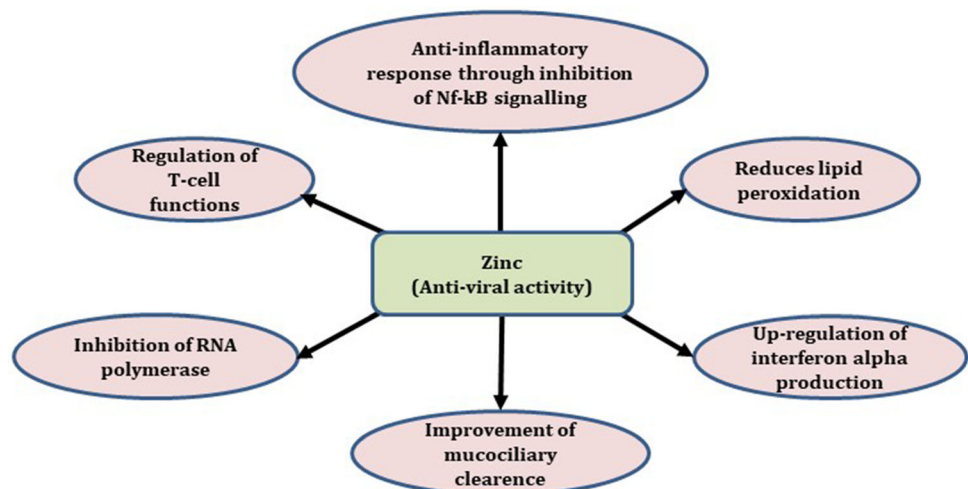 Anti-inflammatory
response through inhibition
of Nf-kB signalling
Regulation of
T-cell
functions
Reduces lipid
peroxidation
Zinc
(Anti-viral activity)
Inhibition of RNA
polymerase
Up-regulation of
interferon alpha
production
Improvement of
mucociliary
clearence